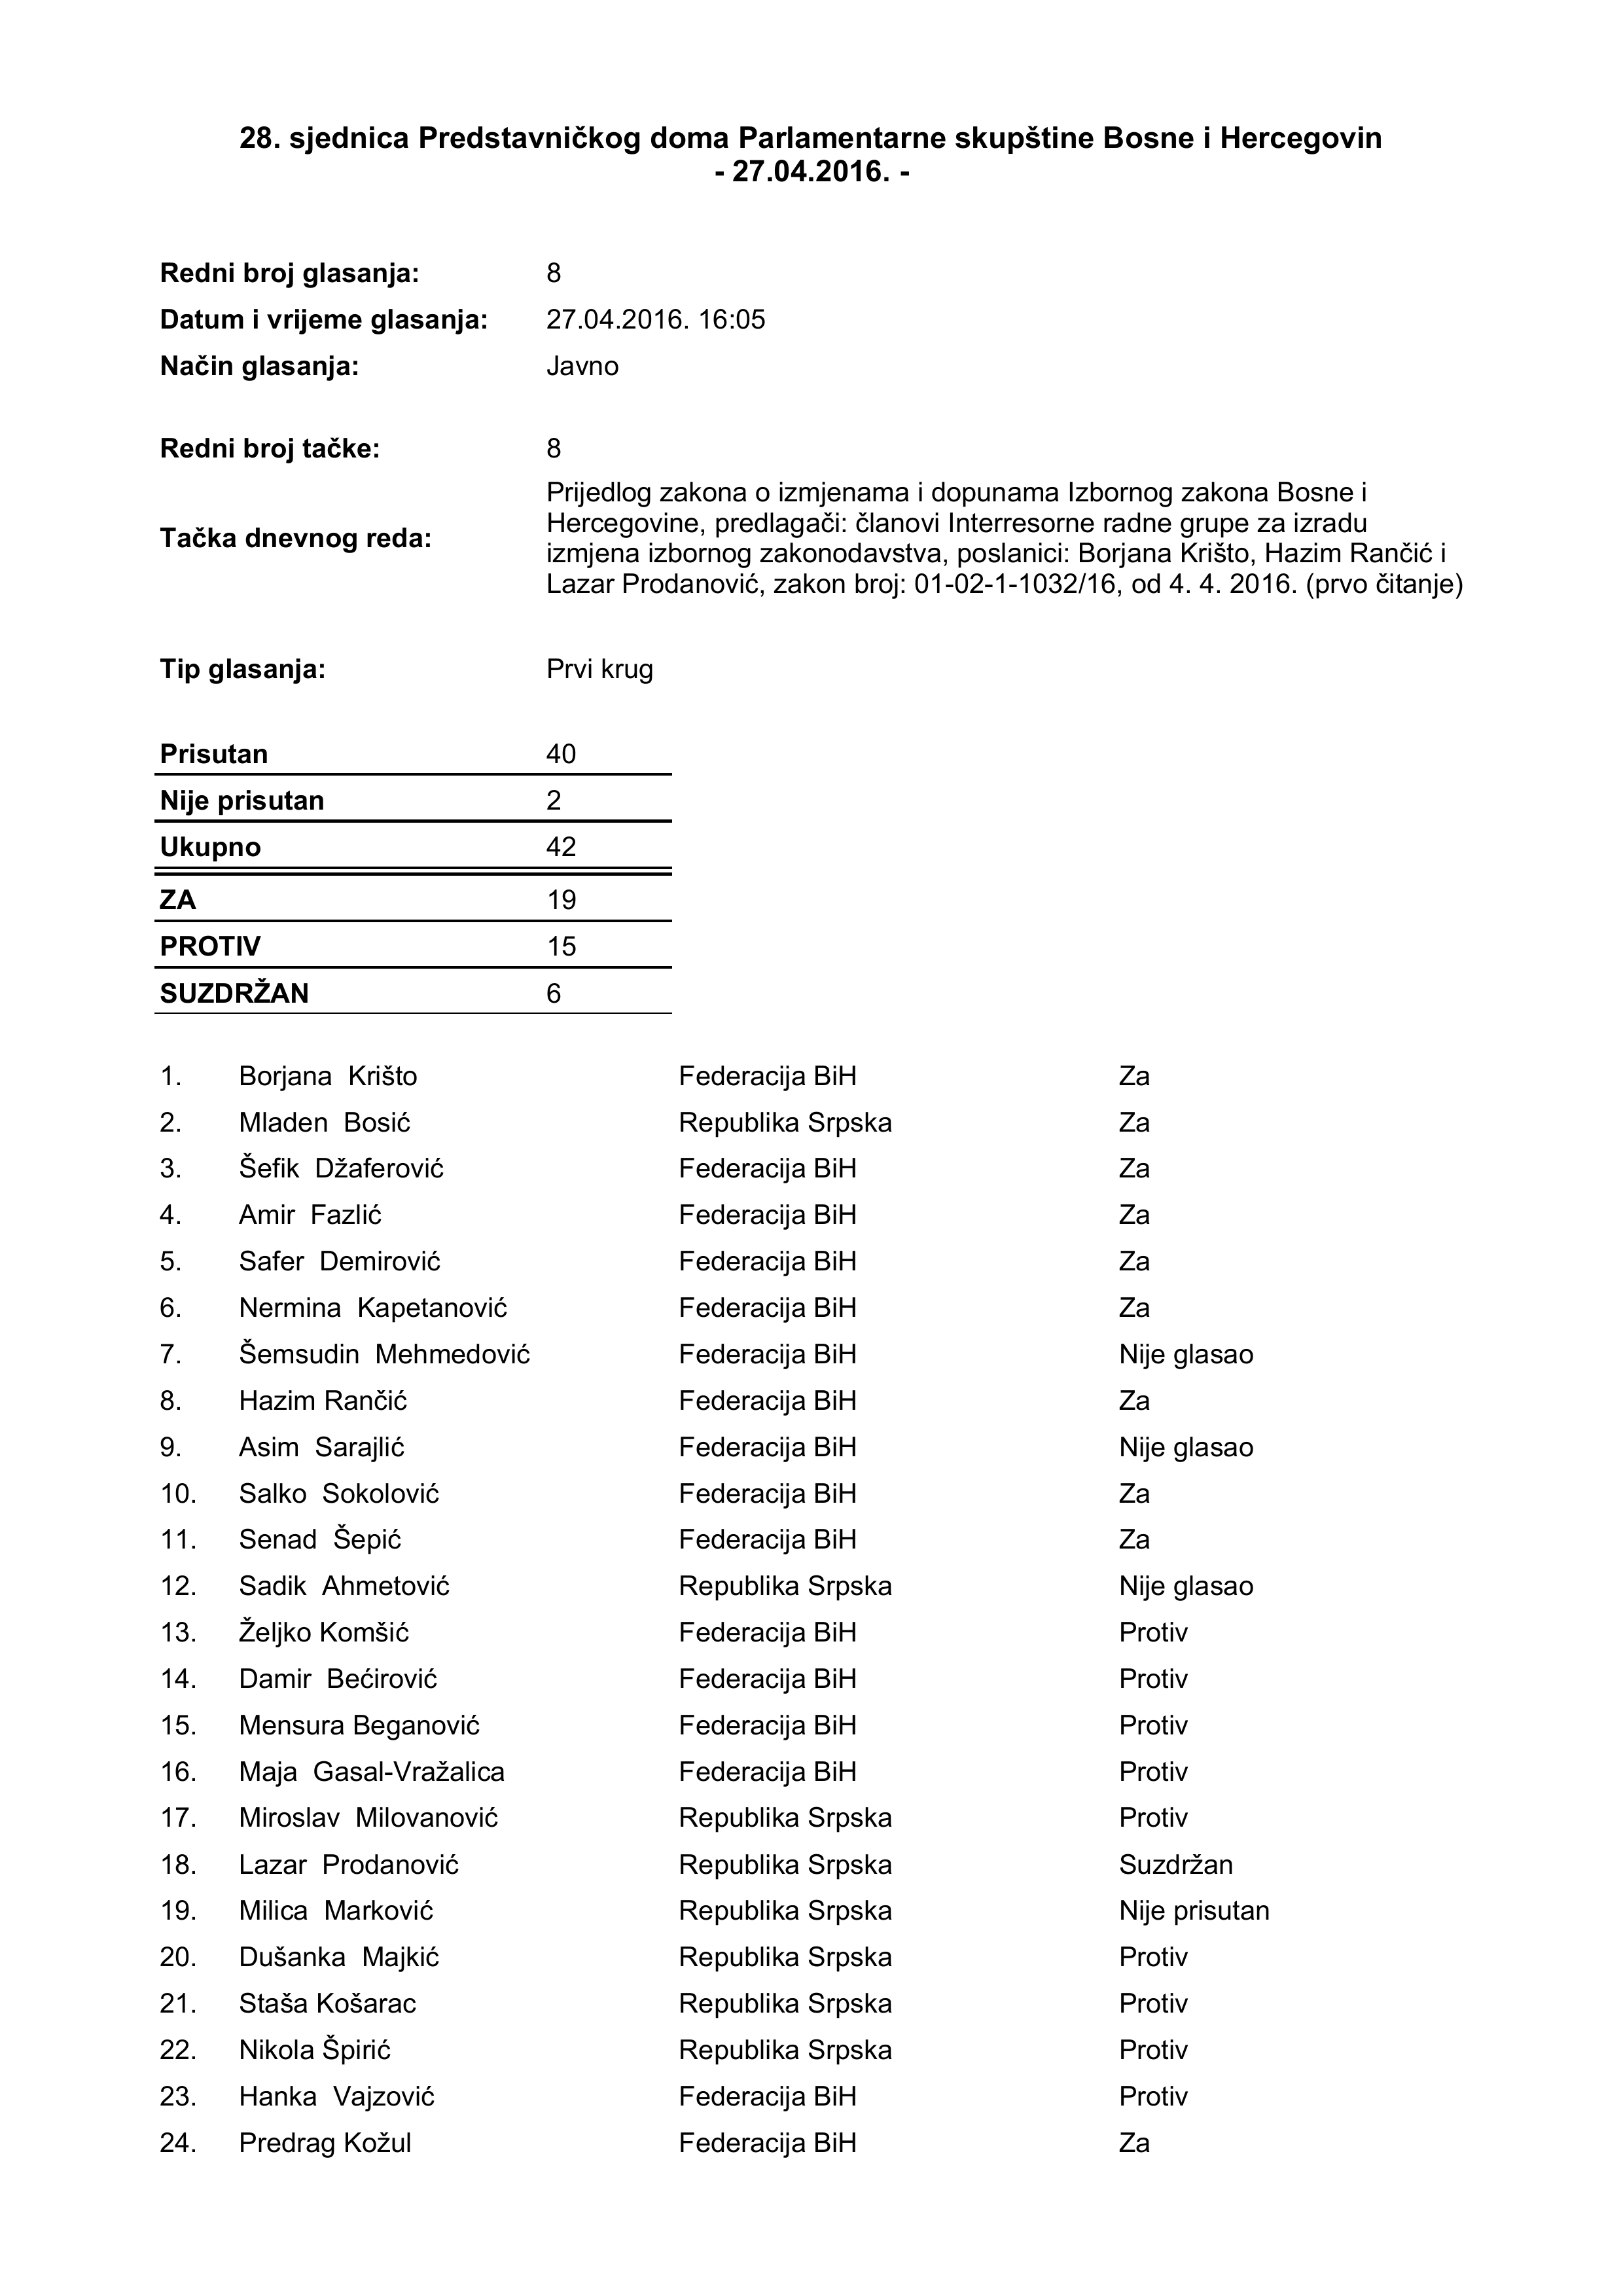 28. sjednica Predstavničkog doma Parlamentarne skupštine Bosne i Hercegovin
- 27.04.2016. -
Redni broj glasanja: 8
Datum i vrijeme glasanja: 27.04.2016. 16:05
Način glasanja: Javno
Redni broj tačke: 8
Tačka dnevnog reda: Prijedlog zakona o izmjenama i dopunama Izbornog zakona Bosne i
Hercegovine, predlagači: članovi Interresorne radne grupe za izradu
izmjena izbornog zakonodavstva, poslanici: Borjana Krišto, Hazim Rančić i
Lazar Prodanović, zakon broj: 01-02-1-1032/16, od 4. 4. 2016. (prvo čitanje)
Tip glasanja: Prvi krug
Prisutan 40
Nije prisutan 2
Ukupno 42
ZA 19
PROTIV 15
SUZDRŽAN 6
1. Borjana Krišto Federacija BiH Za
2. Mladen Bosić Republika Srpska Za
3. Šefik Džaferović Federacija BiH Za
4. Amir Fazlić Federacija BiH Za
5. Safer Demirović Federacija BiH Za
6. Nermina Kapetanović Federacija BiH Za
7. Šemsudin Mehmedović Federacija BiH Nije glasao
8. Hazim Rančić Federacija BiH Za
9. Asim Sarajlić Federacija BiH Nije glasao
10. Salko Sokolović Federacija BiH Za
11. Senad Šepić Federacija BiH Za
12. Sadik Ahmetović Republika Srpska Nije glasao
13. Željko Komšić Federacija BiH Protiv
14. Damir Bećirović Federacija BiH Protiv
15. Mensura Beganović Federacija BiH Protiv
16. Maja Gasal-Vražalica Federacija BiH Protiv
17. Miroslav Milovanović Republika Srpska Protiv
18. Lazar Prodanović Republika Srpska Suzdržan
19. Milica Marković Republika Srpska Nije prisutan
20. Dušanka Majkić Republika Srpska Protiv
21. Staša Košarac Republika Srpska Protiv
22. Nikola Špirić Republika Srpska Protiv
23. Hanka Vajzović Federacija BiH Protiv
24. Predrag Kožul Federacija BiH Za